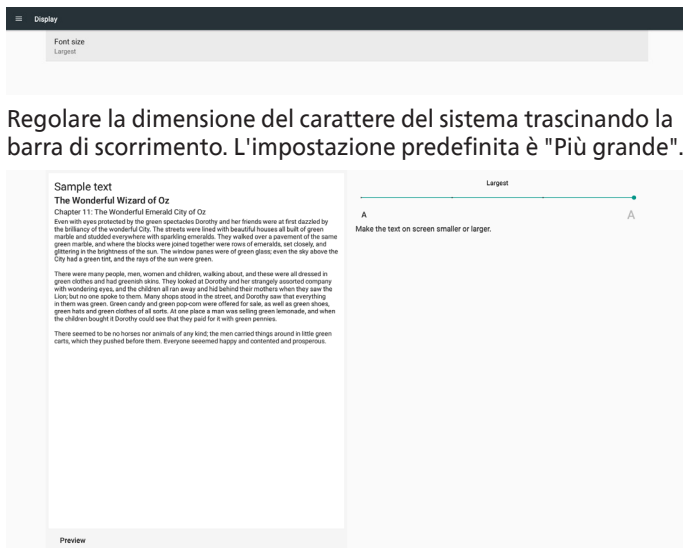 Display
Font size
Largest
Regolare la dimensione del carattere del sistema trascinando la
barra di scorrimento. L'impostazione predefinita è "Più grande".
Sample text
The Wonderful Wizard of Oz
Chapter 11: The Wonderful Emerald City of Oz
Even with eyes protected by the green spectacles Dorothy and her friends were at first dazzled by
the brilliancy of the wonderful City. The streets were lined with beautiful houses all built of green
marble and studded everywhere with sparkling emeralds. They walked over a pavement of the same
green marble, and where the blocks were joined together were rows of emeralds, set closely, and
glittering in the brightness of the sun. The window panes were of green glass; even the sky above the
City had a green tint, and the rays of the sun were green.
There were many people, men, women and children, walking about, and these were all dressed in
green clothes and had greenish skins. They looked at Dorothy and her strangely assorted company
with wondering eyes, and the children all ran away and hid behind their mothers when they saw the
Lion; but no one spoke to them. Many shops stood in the street, and Dorothy saw that everything
in them was green. Green candy and green pop-corn were offered for sale, as well as green shoes,
green hats and green clothes of all sorts. At one place a man was selling green lemonade, and when
the children bought it Dorothy could see that they paid for it with green pennies.
There seemed to be no horses nor animals of any kind; the men carried things around in little green
carts, which they pushed before them. Everyone seeemed happy and contented and prosperous.
Preview
Largest
A A
Make the text on screen smaller or larger.